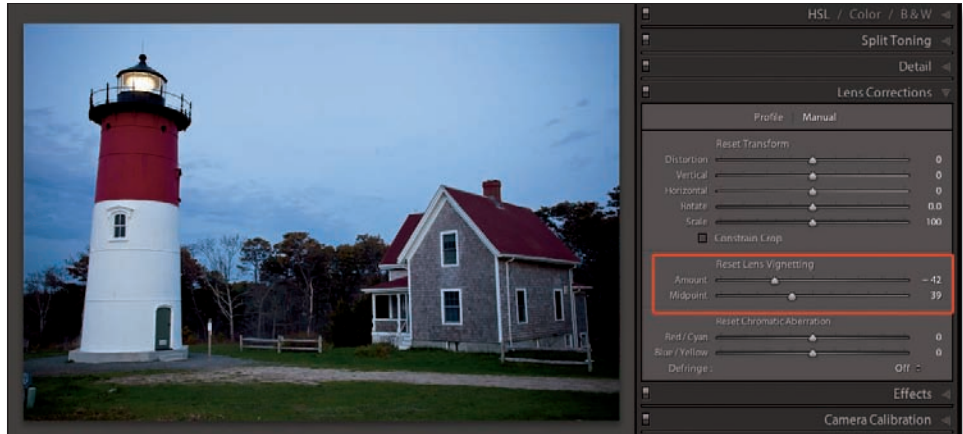 HSL / Color / B & W
Split Toning
Detail
Lens Corrections
Profile | Manual
Reset Transform
Distortion 0
Vertical 0
Horizontal 0
Rotate 0.0
Scale 100
Constrain Crop
Reset Lens Vignetting
Amount - 42
Midpoint 39
Reset Chromatic Aberration
Red / Cyan 0
Blue / Yellow 0
Defringe : Off
Effects
Camera Calibration